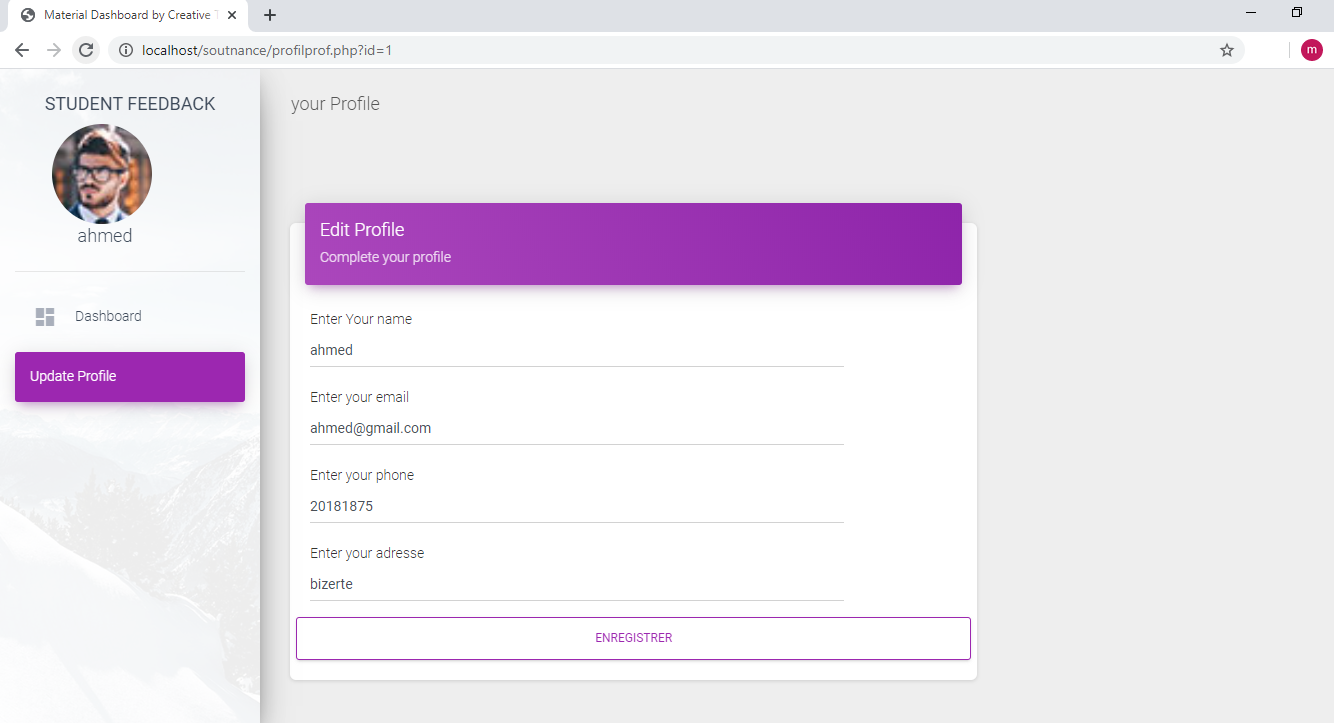 Material Dashboard by Creative
localhost/soutnance/profilprof.php?id=1
m
STUDENT FEEDBACK
ahmed
Dashboard
Update Profile
your Profile
Edit Profile
Complete your profile
Enter Your name
ahmed
Enter your email
ahmed@gmail.com
Enter your phone
20181875
Enter your adresse
bizerte
ENREGISTRER